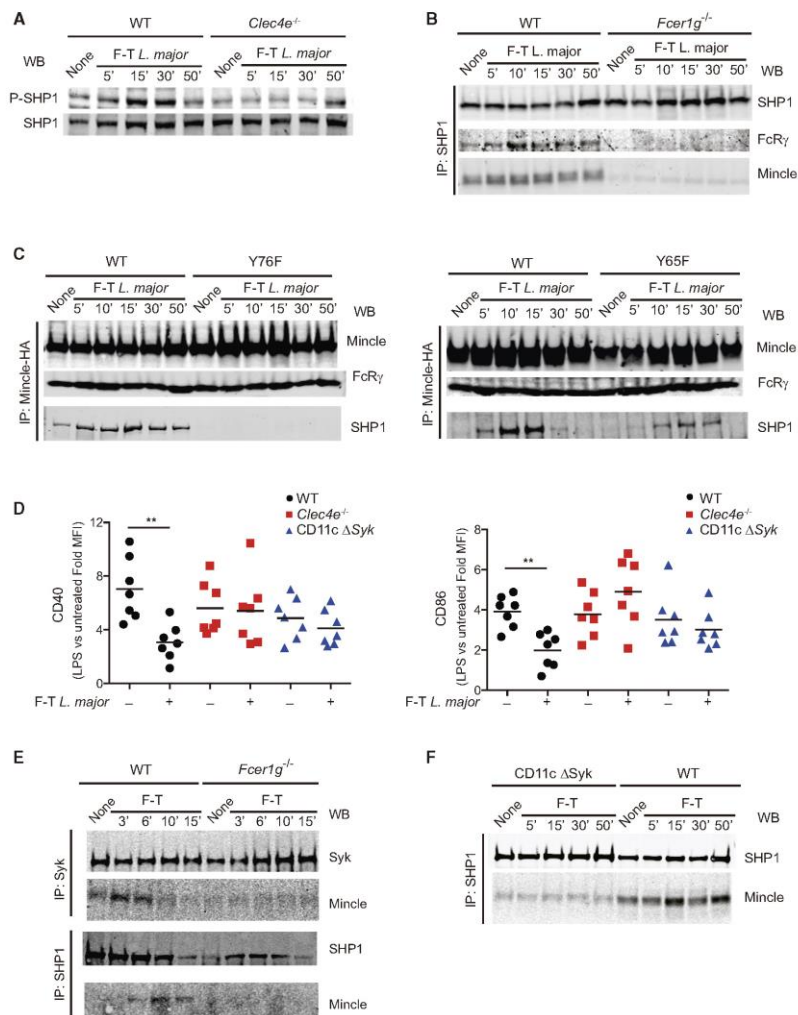 A
WT Clec4e-/-
F-T L. major F-T L. major
WB None 5' 15' 30' 50' None 5' 15' 30' 50'
P-SHP1
SHP1
B
WT Fcer1g-/-
F-T L. major F-T L. major
None 5' 10' 15' 30' 50' None 5' 10' 15' 30' 50' WB
IP: SHP1
SHP1
FcRγ
Mincle
C
WT Y76F
F-T L. major F-T L. major
None 5' 10' 15' 30' 50' None 5' 10' 15' 30' 50' WB
IP: Mincle-HA
Mincle
FcRγ
SHP1
WT Y65F
F-T L. major F-T L. major
None 5' 10' 15' 30' 50' None 5' 10' 15' 30' 50' WB
IP: Mincle-HA
Mincle
FcRγ
SHP1
D
WT
Clec4e-/-
CD11c ΔSyk
CD40
(LPS vs untreated Fold MFI)
12
8
4
0
**
F-T L. major – + – + – +
WT
Clec4e-/-
CD11c ΔSyk
CD86
(LPS vs untreated Fold MFI)
8
6
4
2
0
**
F-T L. major – + – + – +
E
WT Fcer1g-/-
F-T F-T
None 3' 6' 10' 15' None 3' 6' 10' 15' WB
IP: Syk
Syk
Mincle
IP: SHP1
SHP1
Mincle
F
CD11c ΔSyk WT
F-T F-T
None 5' 15' 30' 50' None 5' 15' 30' 50' WB
IP: SHP1
SHP1
Mincle